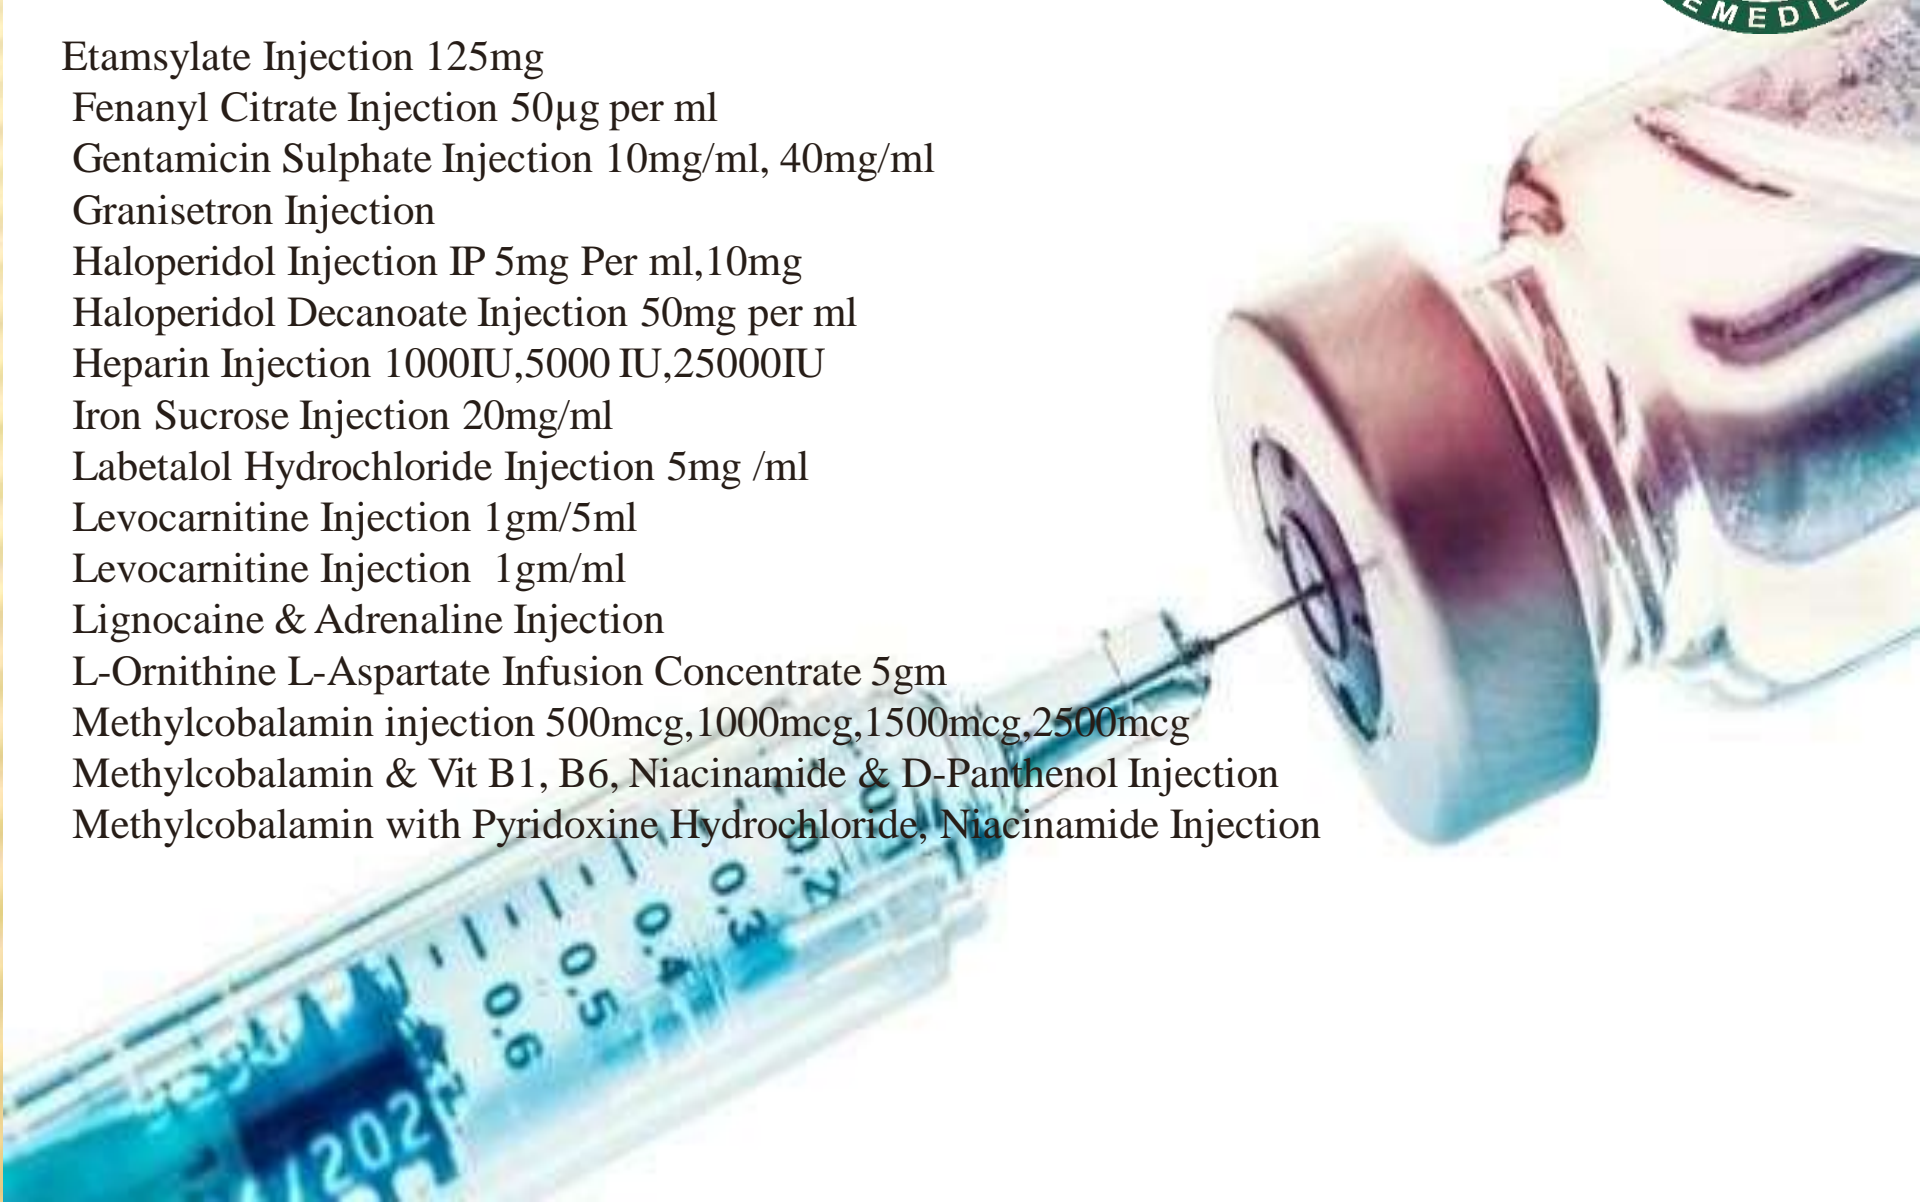 EMEDIE
Etamsylate Injection 125mg
Fenanyl Citrate Injection 50µg per ml
Gentamicin Sulphate Injection 10mg/ml, 40mg/ml
Granisetron Injection
Haloperidol Injection IP 5mg Per ml,10mg
Haloperidol Decanoate Injection 50mg per ml
Heparin Injection 1000IU,5000 IU,25000IU
Iron Sucrose Injection 20mg/ml
Labetalol Hydrochloride Injection 5mg /ml
Levocarnitine Injection 1gm/5ml
Levocarnitine Injection  1gm/ml
Lignocaine & Adrenaline Injection
L-Ornithine L-Aspartate Infusion Concentrate 5gm
Methylcobalamin injection 500mcg,1000mcg,1500mcg,2500mcg
Methylcobalamin & Vit B1, B6, Niacinamide & D-Panthenol Injection
Methylcobalamin with Pyridoxine Hydrochloride, Niacinamide Injection
0.2
0.3
0.4
0.5
0.6
/202